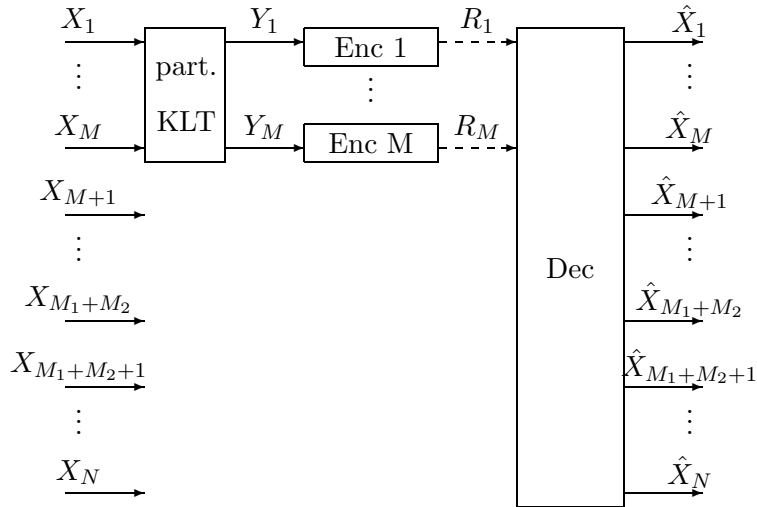 X_1 Y_1 R_1 X̂_1
Enc 1
part.
⋮ ⋮ ⋮
KLT
X_M Y_M R_M X̂_M
Enc M
X_{M+1} X̂_{M+1}
⋮ ⋮
Dec
X_{M_1+M_2} X̂_{M_1+M_2}
X_{M_1+M_2+1} X̂_{M_1+M_2+1}
⋮ ⋮
X_N X̂_N